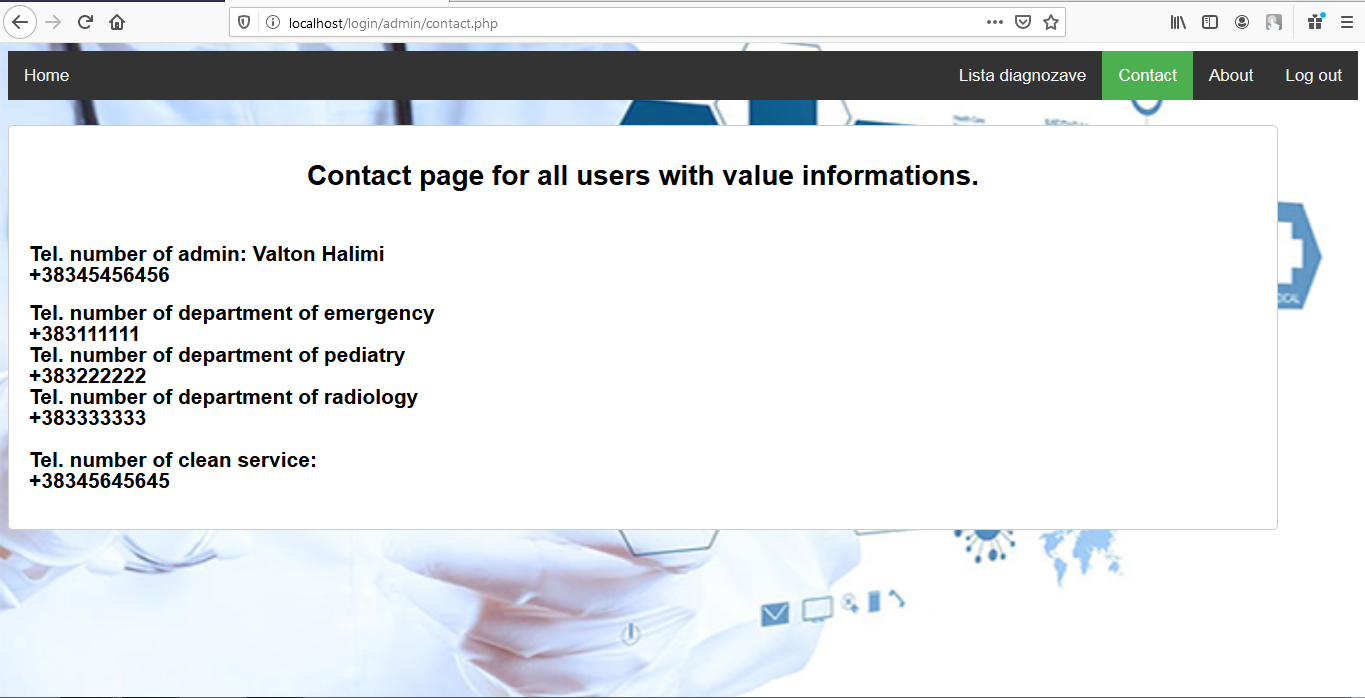 localhost/login/admin/contact.php
Home
Lista diagnozave
Contact
About
Log out
Contact page for all users with value informations.
Tel. number of admin: Valton Halimi
+38345456456
Tel. number of department of emergency
+383111111
Tel. number of department of pediatry
+383222222
Tel. number of department of radiology
+383333333
Tel. number of clean service:
+38345645645